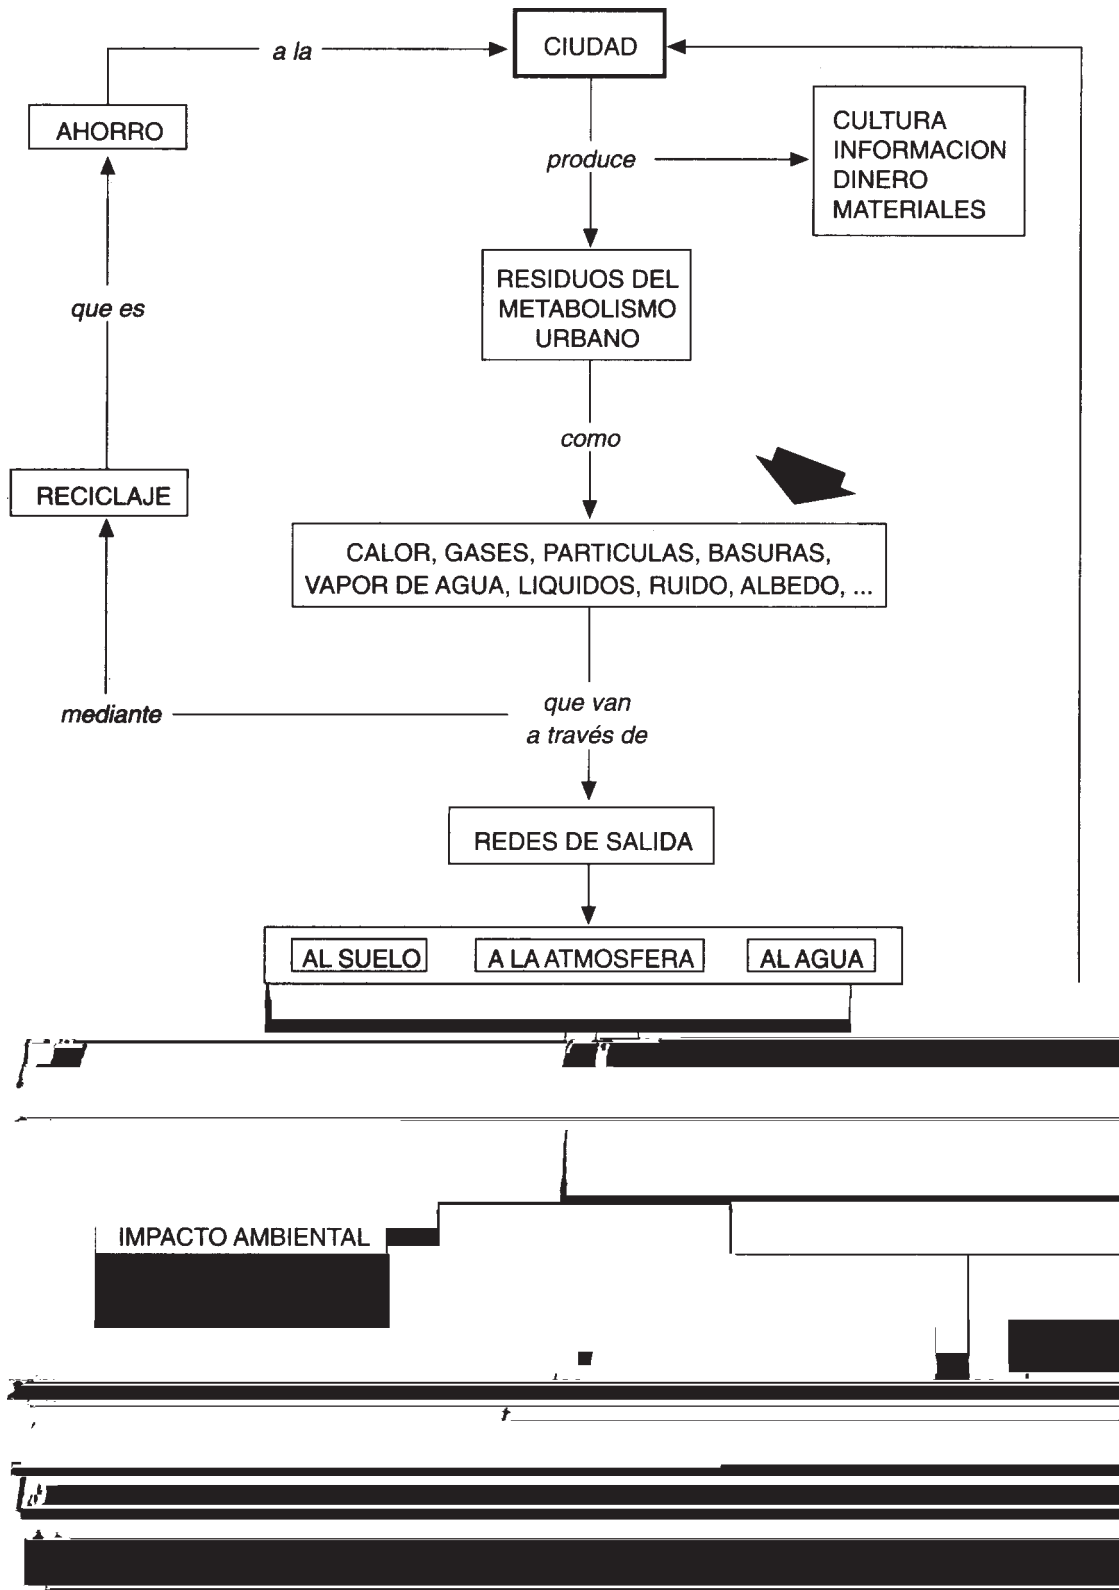 CIUDAD
a la
AHORRO
CULTURA
INFORMACION
DINERO
MATERIALES
produce
RESIDUOS DEL
METABOLISMO
URBANO
que es
como
RECICLAJE
CALOR, GASES, PARTICULAS, BASURAS,
VAPOR DE AGUA, LIQUIDOS, RUIDO, ALBEDO, ...
mediante
que van
a través de
REDES DE SALIDA
AL SUELO
A LA ATMOSFERA
AL AGUA
IMPACTO AMBIENTAL